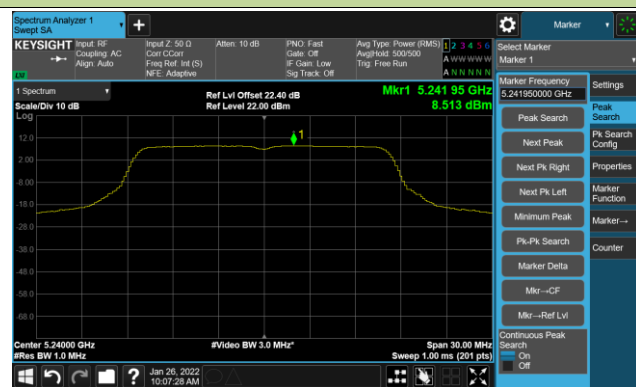 Spectrum Analyzer 1
Swept SA
Marker
KEYSIGHT
Input: RF
Coupling: AC
Align: Auto
Input Z: 50 Ω
Corr CCorr
Freq Ref: Int (S)
NFE: Adaptive
Atten: 10 dB
PNO: Fast
Gate: Off
IF Gain: Low
Sig Track: Off
Avg Type: Power (RMS)
Avg|Hold: 500/500
Trig: Free Run
1 2 3 4 5 6
A W W W W W
A N N N N N
LW
Select Marker
Marker 1
1 Spectrum
Scale/Div 10 dB
Log
Ref Lvl Offset 22.40 dB
Ref Level 22.00 dBm
Mkr1 5.241 95 GHz
8.513 dBm
1
12.0
2.00
-8.00
-18.0
-28.0
-38.0
-48.0
-58.0
-68.0
Center 5.24000 GHz
#Res BW 1.0 MHz
#Video BW 3.0 MHz*
Span 30.00 MHz
Sweep 1.00 ms (201 pts)
Marker Frequency
5.241950000 GHz
Peak Search
Next Peak
Next Pk Right
Next Pk Left
Minimum Peak
Pk-Pk Search
Marker Delta
Mkr→CF
Mkr→Ref Lvl
Continuous Peak
Search
On
Off
Settings
Peak
Search
Pk Search
Config
Properties
Marker
Function
Marker→
Counter
Jan 26, 2022
10:07:28 AM